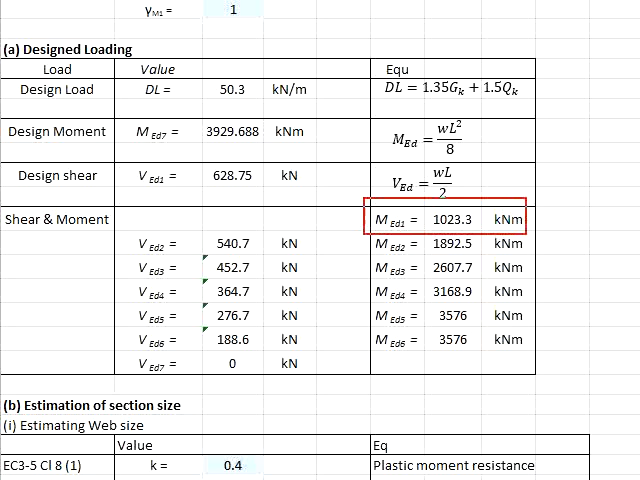 γM1 = 1
(a) Designed Loading
Load Value Equ
Design Load DL = 50.3 kN/m DL = 1.35Gk + 1.5Qk
Design Moment M Ed7 = 3929.688 kNm MEd = wL²/8
Design shear V Ed1 = 628.75 kN VEd = wL/2
Shear & Moment M Ed1 = 1023.3 kNm
V Ed2 = 540.7 kN M Ed2 = 1892.5 kNm
V Ed3 = 452.7 kN M Ed3 = 2607.7 kNm
V Ed4 = 364.7 kN M Ed4 = 3168.9 kNm
V Ed5 = 276.7 kN M Ed5 = 3576 kNm
V Ed6 = 188.6 kN M Ed6 = 3576 kNm
V Ed7 = 0 kN
(b) Estimation of section size
(i) Estimating Web size
Value Eq
EC3-5 Cl 8 (1) k = 0.4 Plastic moment resistance